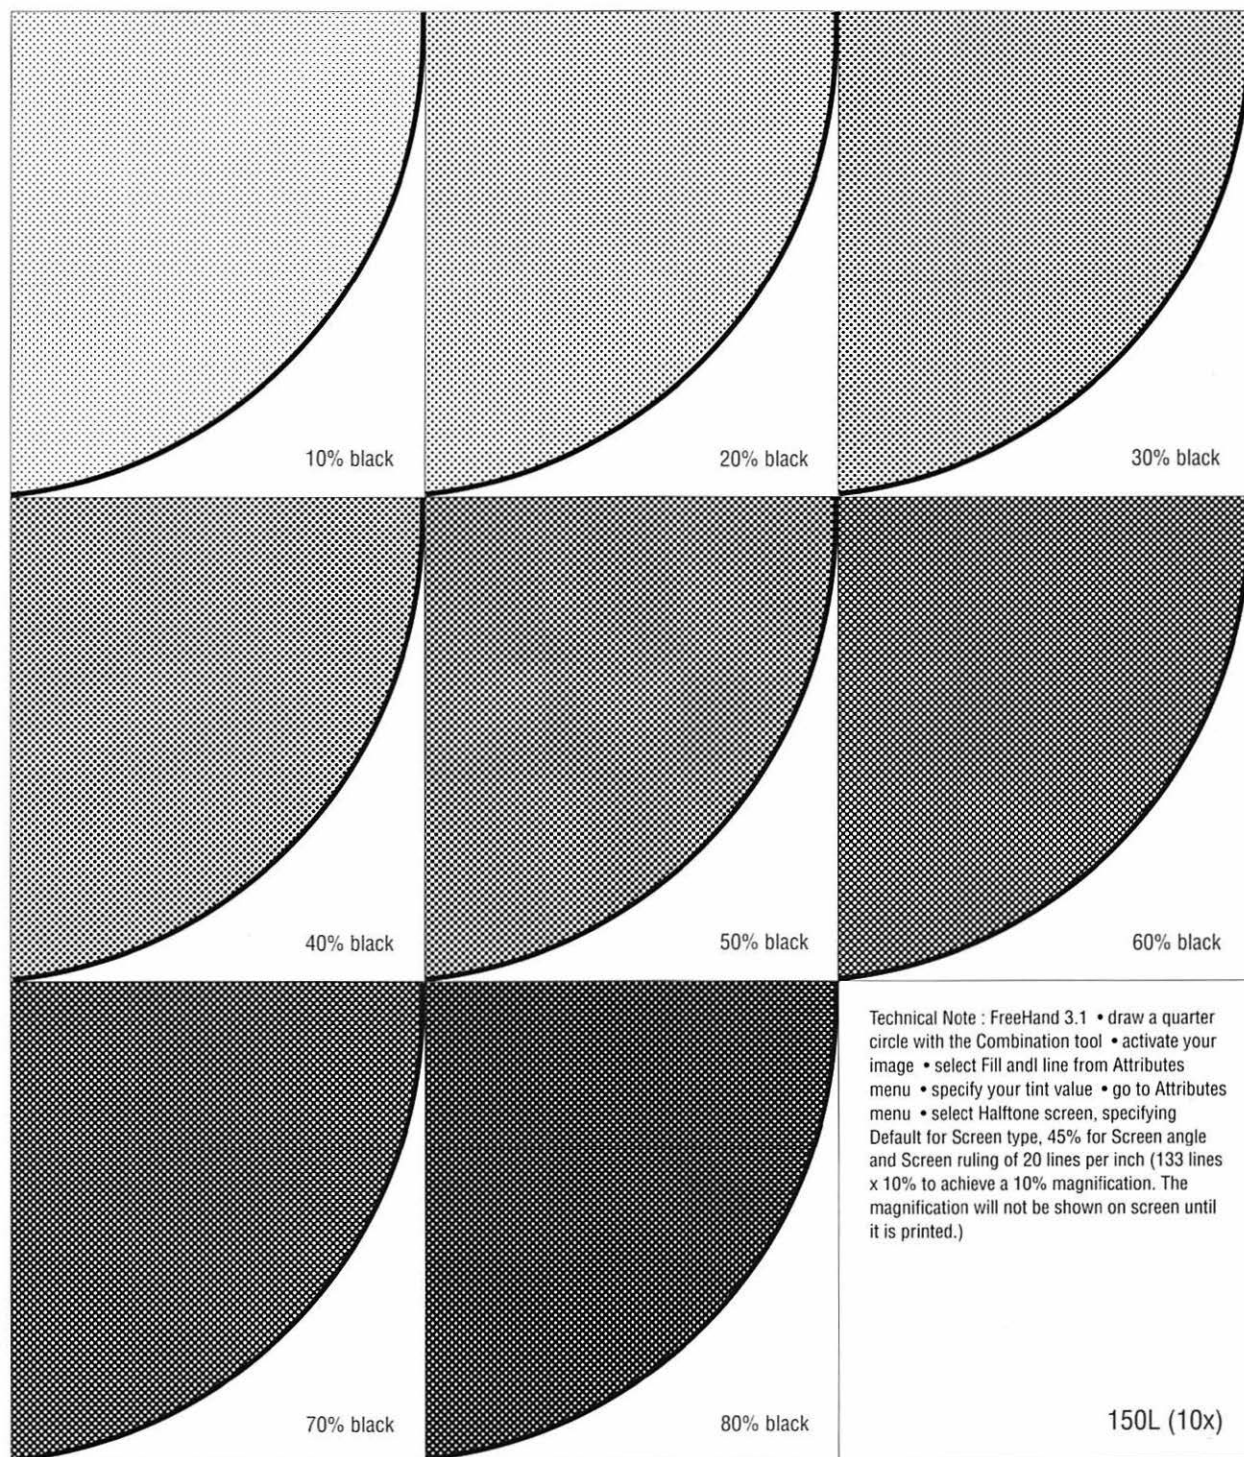 10% black
20% black
30% black
40% black
50% black
60% black
70% black
80% black
Technical Note : FreeHand 3.1 • draw a quarter
circle with the Combination tool • activate your
image • select Fill andl line from Attributes
menu • specify your tint value • go to Attributes
menu • select Halftone screen, specifying
Default for Screen type, 45% for Screen angle
and Screen ruling of 20 lines per inch (133 lines
x 10% to achieve a 10% magnification. The
magnification will not be shown on screen until
it is printed.)
150L (10x)